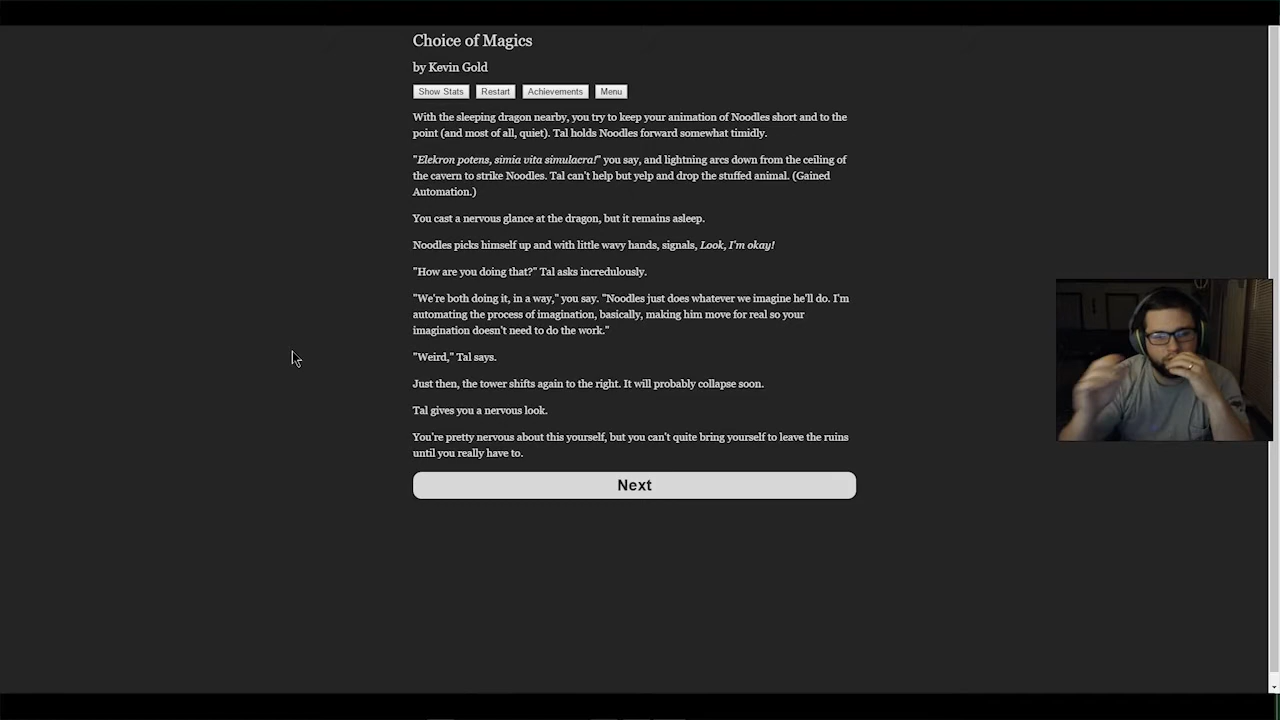 Choice of Magics
by Kevin Gold
Show Stats Restart Achievements Menu
With the sleeping dragon nearby, you try to keep your animation of Noodles short and to the
point (and most of all, quiet). Tal holds Noodles forward somewhat timidly.
"Elekron potens, simia vita simulacra!" you say, and lightning arcs down from the ceiling of
the cavern to strike Noodles. Tal can't help but yelp and drop the stuffed animal. (Gained
Automation.)
You cast a nervous glance at the dragon, but it remains asleep.
Noodles picks himself up and with little wavy hands, signals, Look, I'm okay!
"How are you doing that?" Tal asks incredulously.
"We're both doing it, in a way," you say. "Noodles just does whatever we imagine he'll do. I'm
automating the process of imagination, basically, making him move for real so your
imagination doesn't need to do the work."
"Weird," Tal says.
Just then, the tower shifts again to the right. It will probably collapse soon.
Tal gives you a nervous look.
You're pretty nervous about this yourself, but you can't quite bring yourself to leave the ruins
until you really have to.
Next